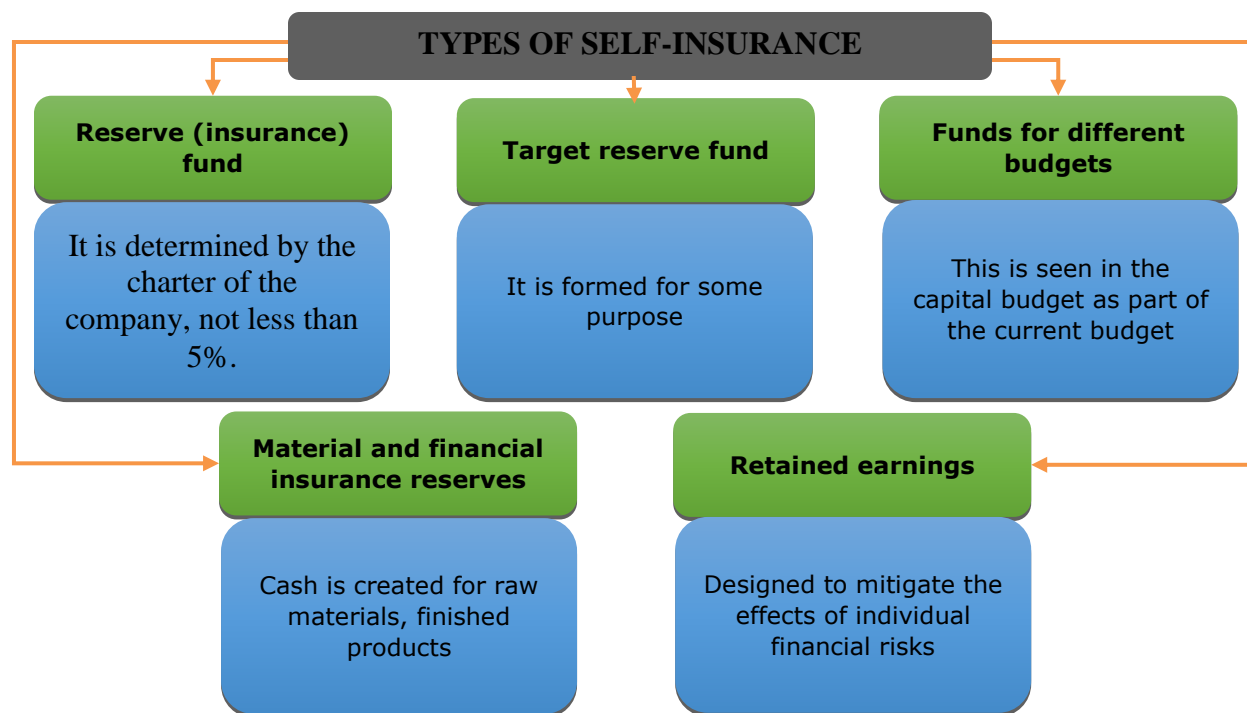 TYPES OF SELF-INSURANCE
Reserve (insurance)
fund
It is determined by the
charter of the
company, not less than
5%.
Target reserve fund
It is formed for some
purpose
Funds for different
budgets
This is seen in the
capital budget as part of
the current budget
Material and financial
insurance reserves
Cash is created for raw
materials, finished
products
Retained earnings
Designed to mitigate the
effects of individual
financial risks